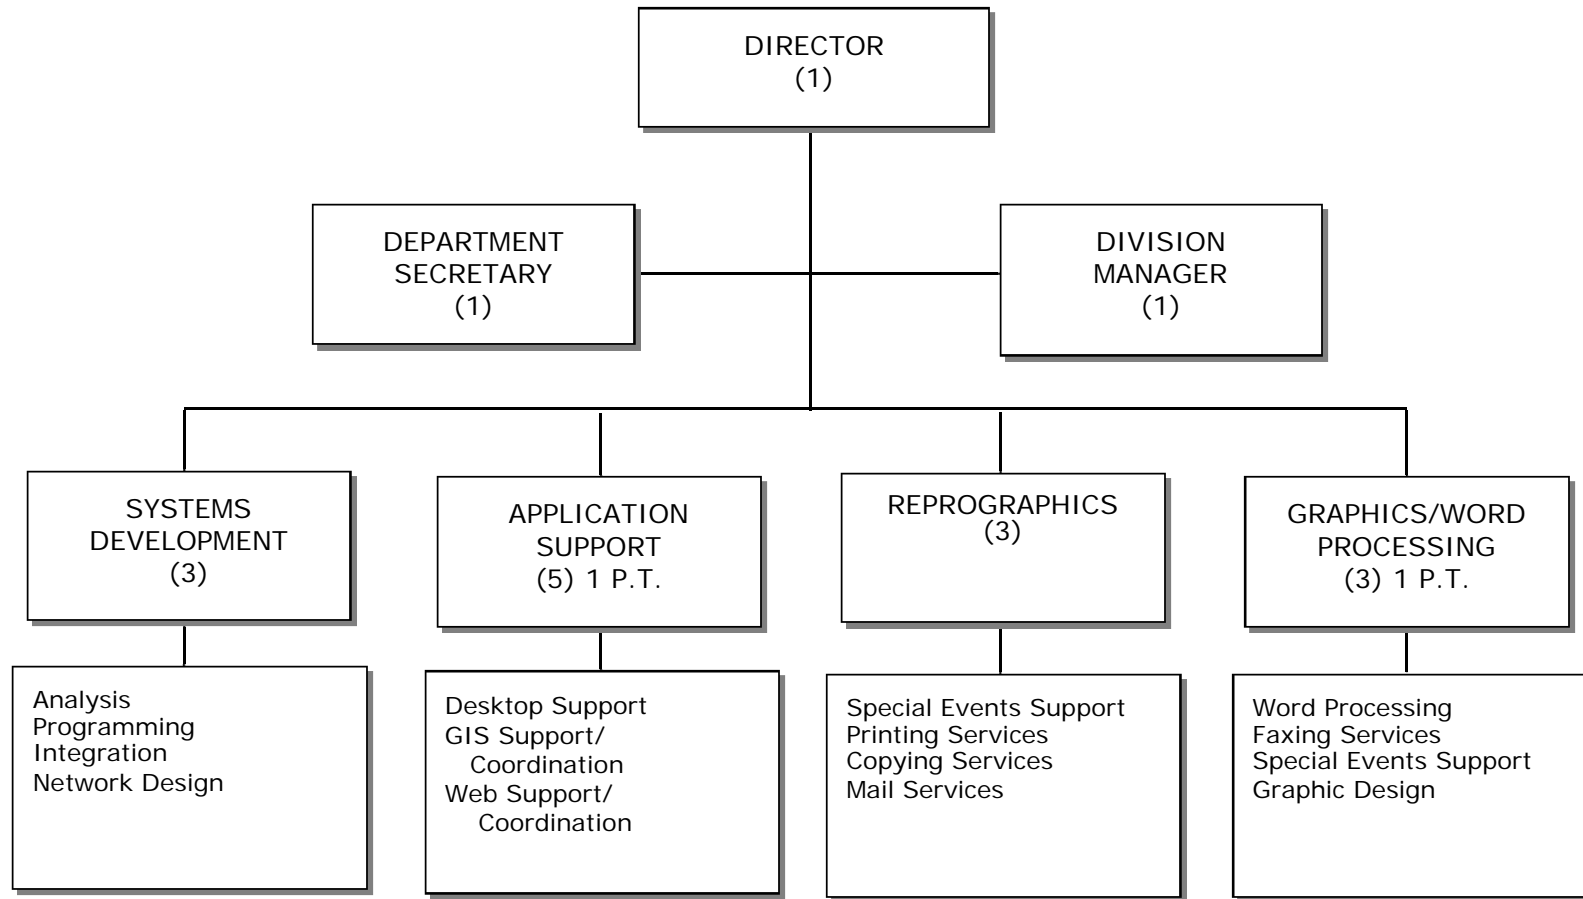 DIRECTOR
(1)
DEPARTMENT
SECRETARY
(1)
DIVISION
MANAGER
(1)
SYSTEMS
DEVELOPMENT
(3)
APPLICATION
SUPPORT
(5) 1 P.T.
REPROGRAPHICS
(3)
GRAPHICS/WORD
PROCESSING
(3) 1 P.T.
Analysis
Programming
Integration
Network Design
Desktop Support
GIS Support/
Coordination
Web Support/
Coordination
Special Events Support
Printing Services
Copying Services
Mail Services
Word Processing
Faxing Services
Special Events Support
Graphic Design